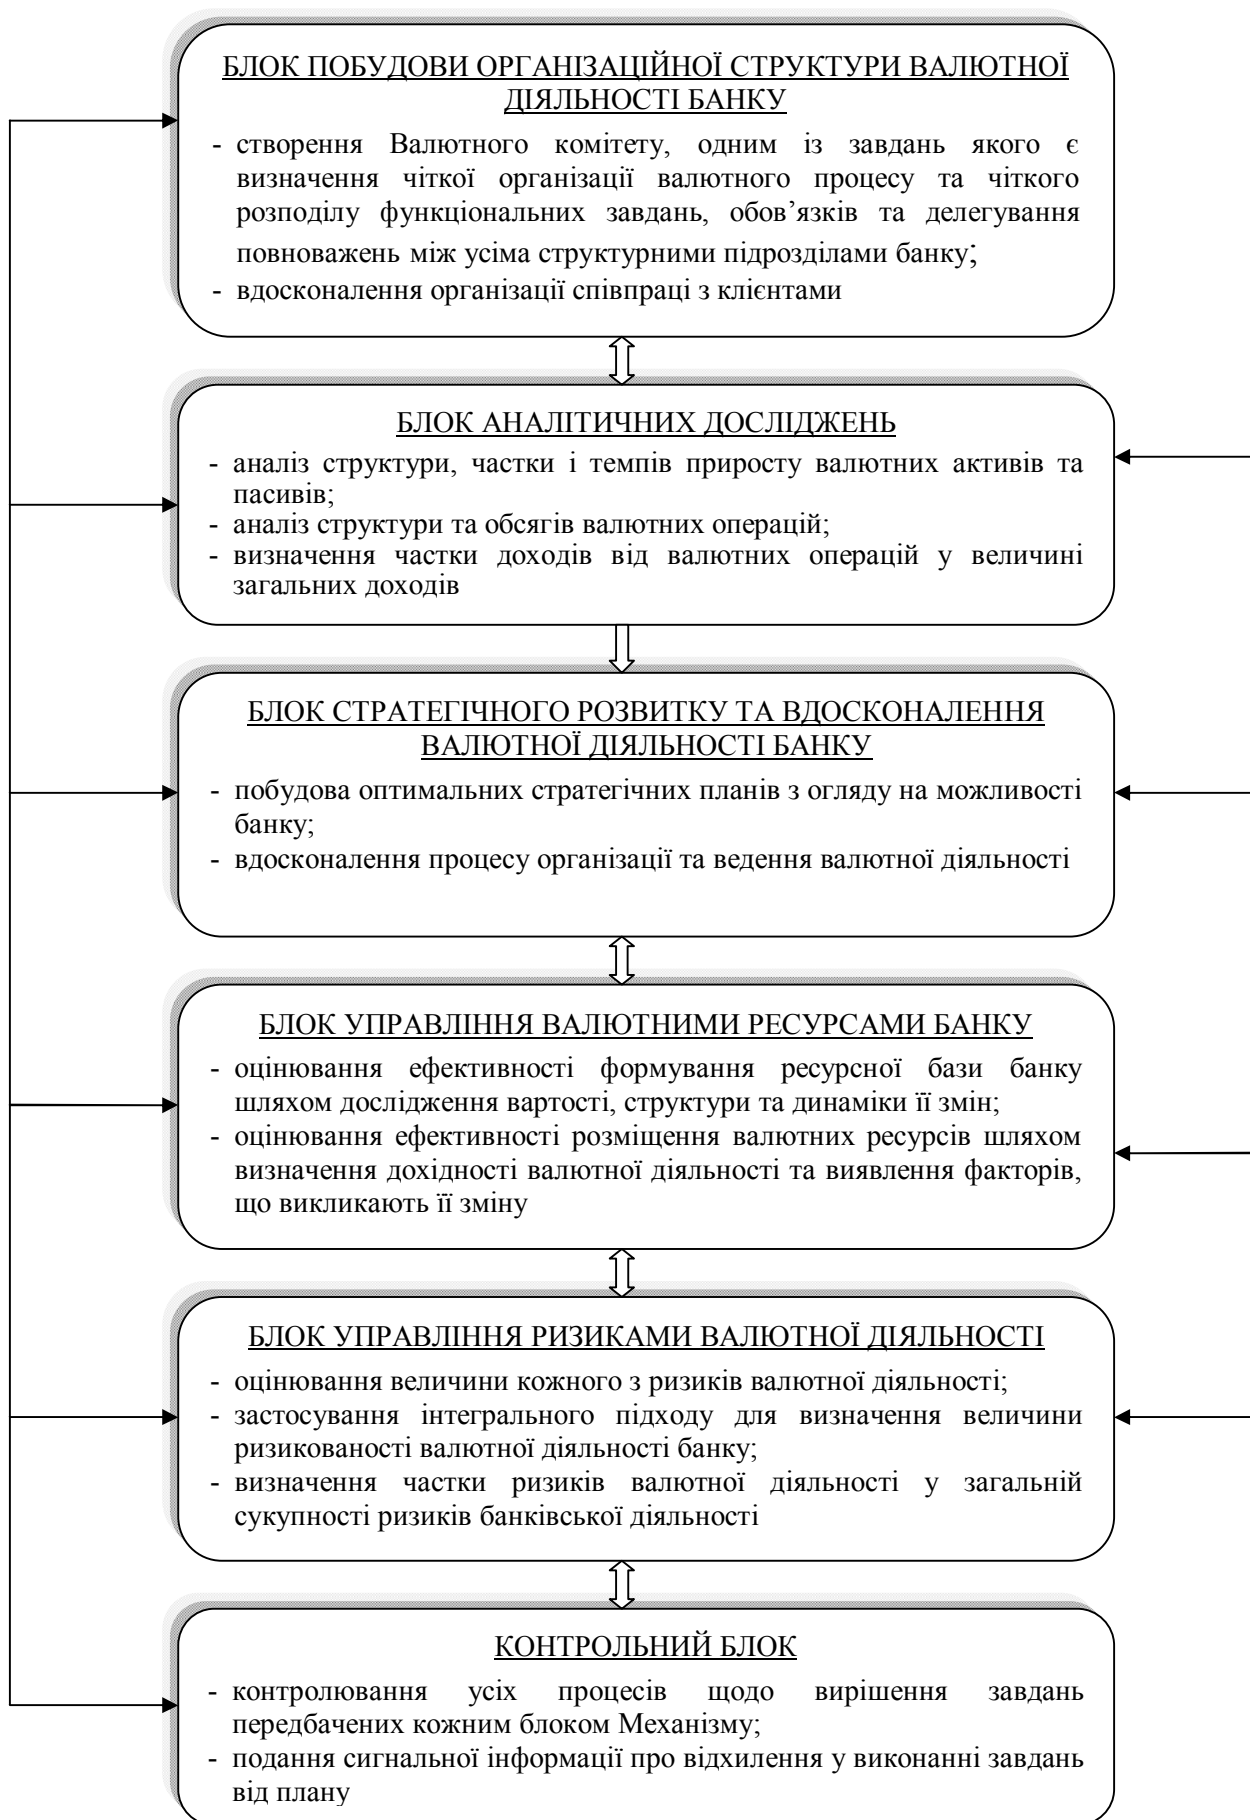 БЛОК ПОБУДОВИ ОРГАНІЗАЦІЙНОЇ СТРУКТУРИ ВАЛЮТНОЇ
ДІЯЛЬНОСТІ БАНКУ
- створення Валютного комітету, одним із завдань якого є
визначення чіткої організації валютного процесу та чіткого
розподілу функціональних завдань, обов’язків та делегування
повноважень між усіма структурними підрозділами банку;
- вдосконалення організації співпраці з клієнтами
БЛОК АНАЛІТИЧНИХ ДОСЛІДЖЕНЬ
- аналіз структури, частки і темпів приросту валютних активів та
пасивів;
- аналіз структури та обсягів валютних операцій;
- визначення частки доходів від валютних операцій у величині
загальних доходів
БЛОК СТРАТЕГІЧНОГО РОЗВИТКУ ТА ВДОСКОНАЛЕННЯ
ВАЛЮТНОЇ ДІЯЛЬНОСТІ БАНКУ
- побудова оптимальних стратегічних планів з огляду на можливості
банку;
- вдосконалення процесу організації та ведення валютної діяльності
БЛОК УПРАВЛІННЯ ВАЛЮТНИМИ РЕСУРСАМИ БАНКУ
- оцінювання ефективності формування ресурсної бази банку
шляхом дослідження вартості, структури та динаміки її змін;
- оцінювання ефективності розміщення валютних ресурсів шляхом
визначення дохідності валютної діяльності та виявлення факторів,
що викликають її зміну
БЛОК УПРАВЛІННЯ РИЗИКАМИ ВАЛЮТНОЇ ДІЯЛЬНОСТІ
- оцінювання величини кожного з ризиків валютної діяльності;
- застосування інтегрального підходу для визначення величини
ризикованості валютної діяльності банку;
- визначення частки ризиків валютної діяльності у загальній
сукупності ризиків банківської діяльності
КОНТРОЛЬНИЙ БЛОК
- контролювання усіх процесів щодо вирішення завдань
передбачених кожним блоком Механізму;
- подання сигнальної інформації про відхилення у виконанні завдань
від плану